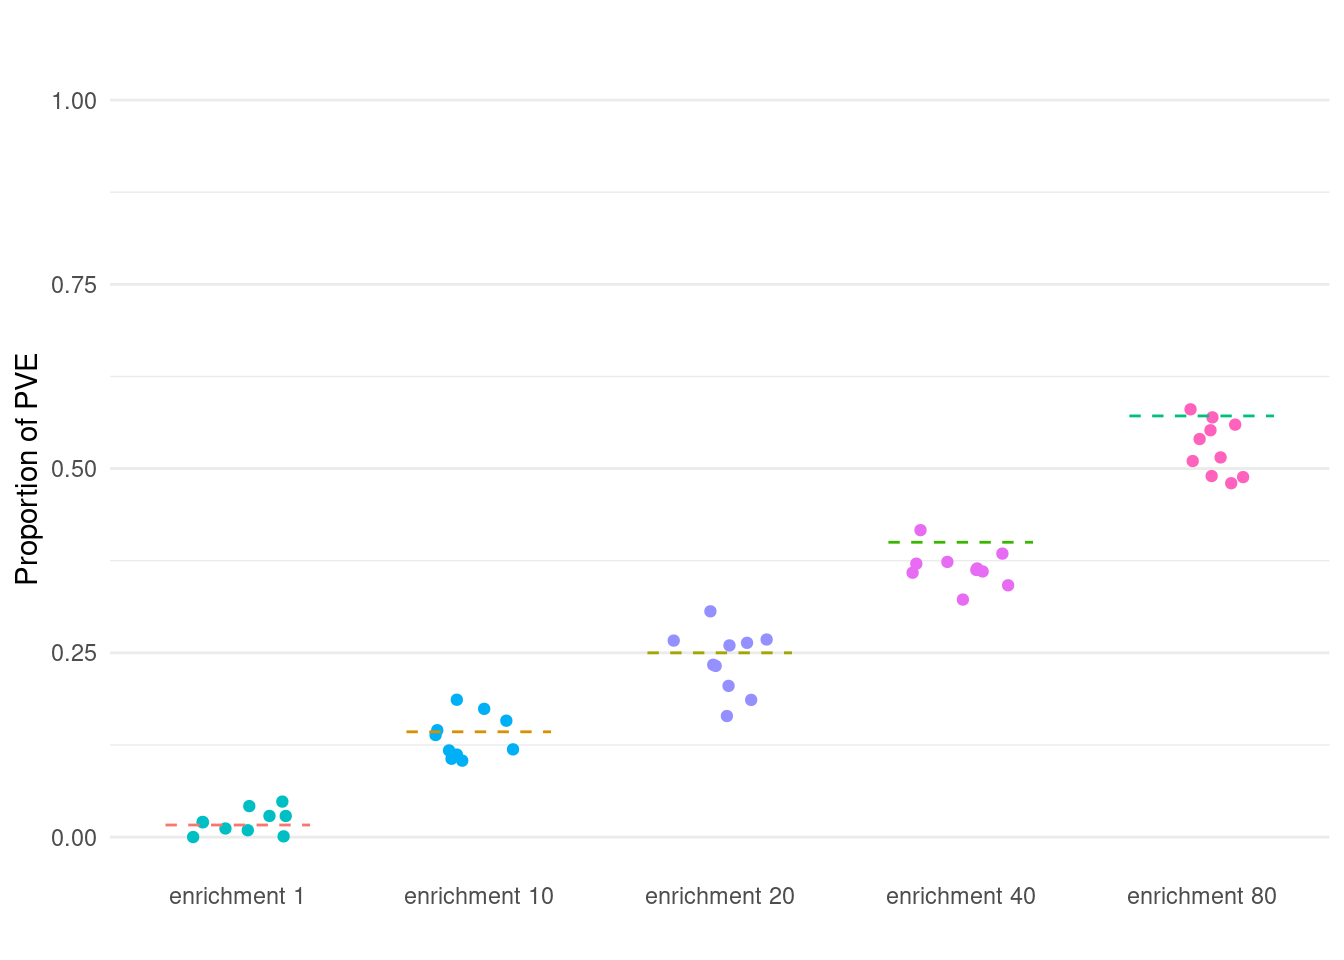 Proportion of PVE
1.00
0.75
0.50
0.25
0.00
enrichment 1
enrichment 10
enrichment 20
enrichment 40
enrichment 80